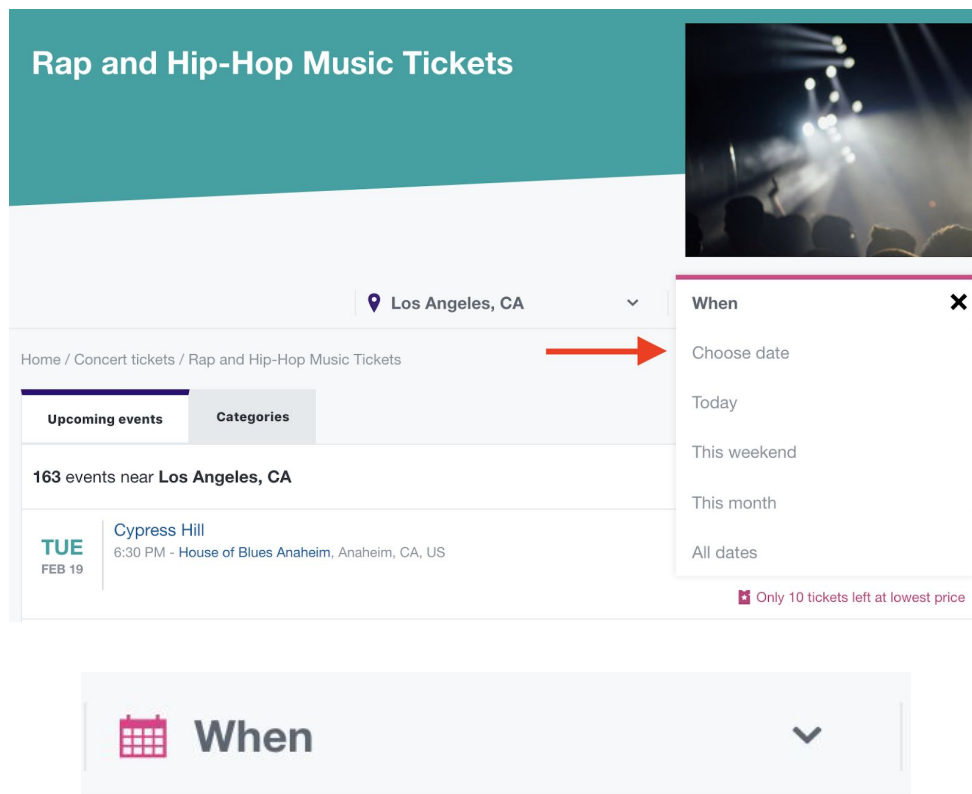 Rap and Hip-Hop Music Tickets
Los Angeles, CA
When
Choose date
Home / Concert tickets / Rap and Hip-Hop Music Tickets
Today
Upcoming events
Categories
This weekend
163 events near Los Angeles, CA
This month
Cypress Hill
TUE
6:30 PM - House of Blues Anaheim, Anaheim, CA, US
All dates
FEB 19
Only 10 tickets left at lowest price
When